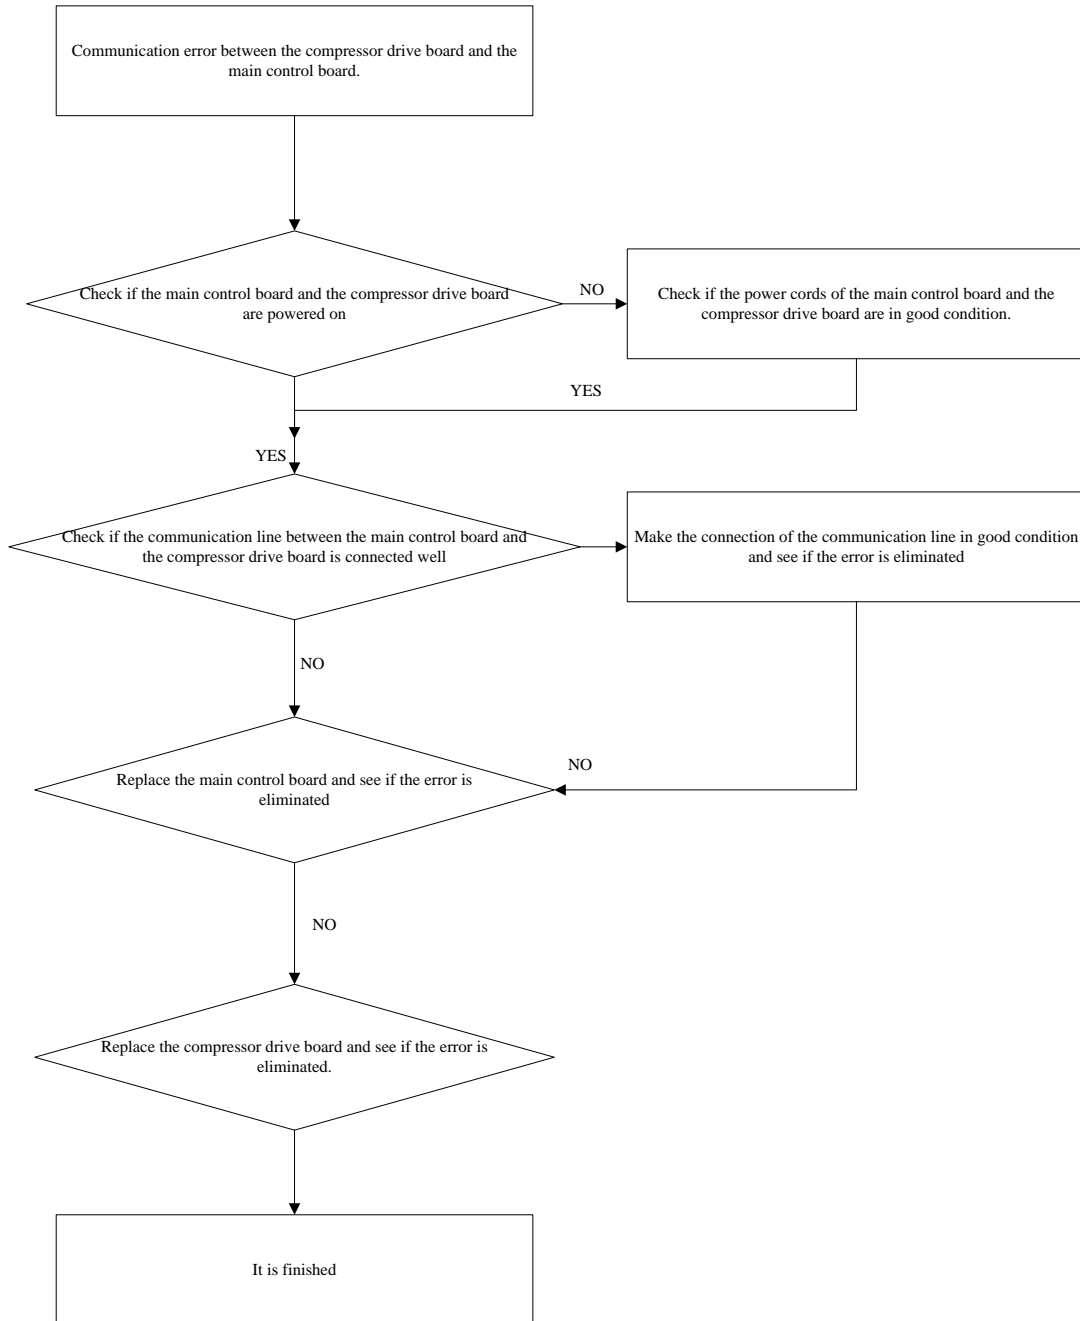 Communication error between the compressor drive board and the
main control board.
Check if the main control board and the compressor drive board
are powered on
NO
Check if the power cords of the main control board and the
compressor drive board are in good condition.
YES
YES
Check if the communication line between the main control board and
the compressor drive board is connected well
Make the connection of the communication line in good condition
and see if the error is eliminated
NO
Replace the main control board and see if the error is
eliminated
NO
NO
Replace the compressor drive board and see if the error is
eliminated.
It is finished